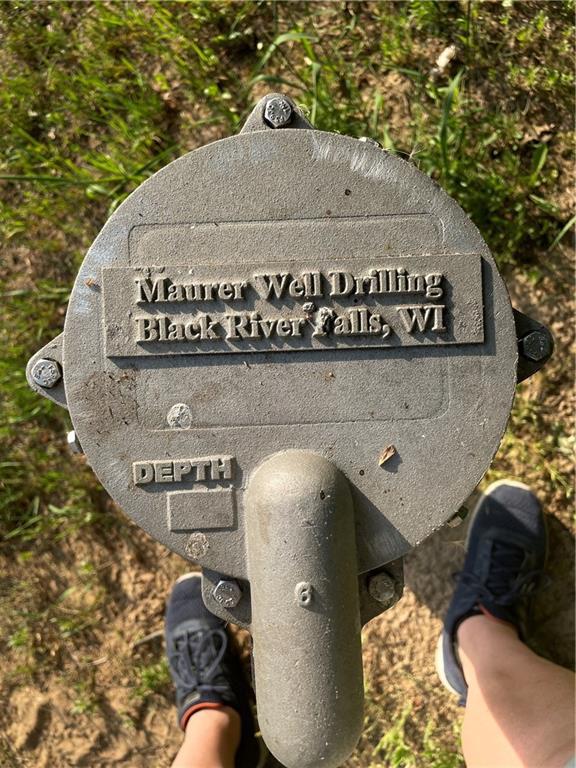 Maurer Well Drilling
Black River Falls, WI
DEPTH
6